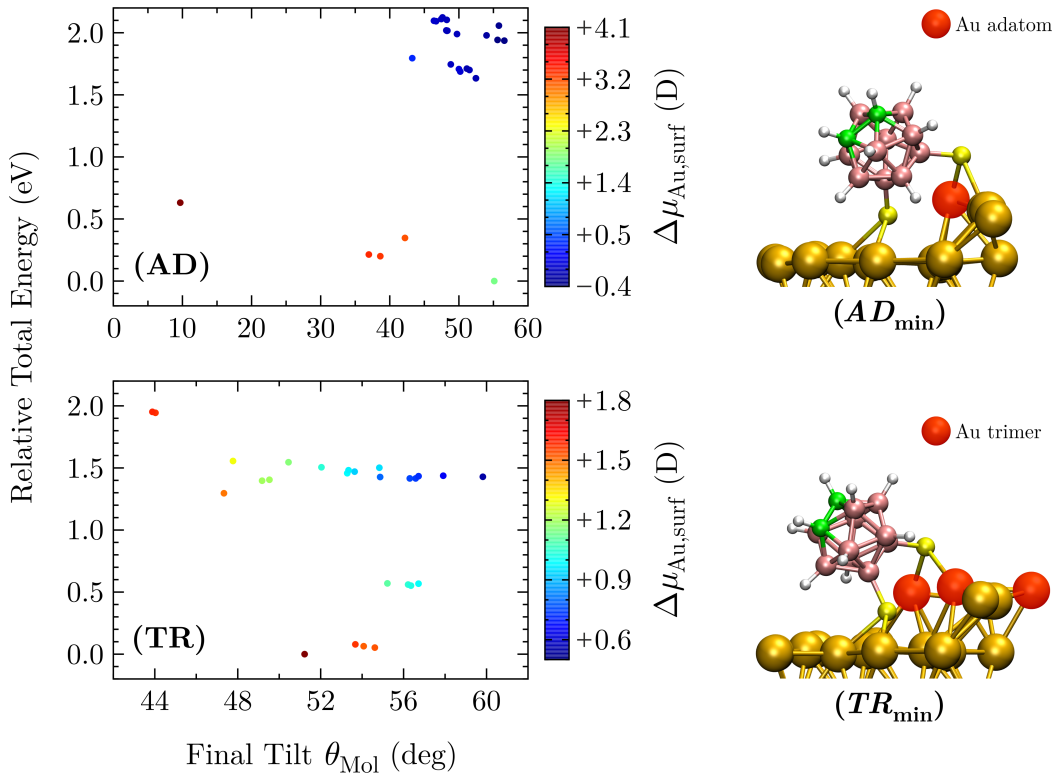 Relative Total Energy (eV)
2.0
1.5
1.0
0.5
0.0
(AD)
0 10 20 30 40 50 60
+4.1
+3.2
+2.3
+1.4
+0.5
−0.4
Δμ_Au,surf (D)
Au adatom
(AD_min)
2.0
1.5
1.0
0.5
0.0
(TR)
44 48 52 56 60
Final Tilt θ_Mol (deg)
+1.8
+1.5
+1.2
+0.9
+0.6
Δμ_Au,surf (D)
Au trimer
(TR_min)